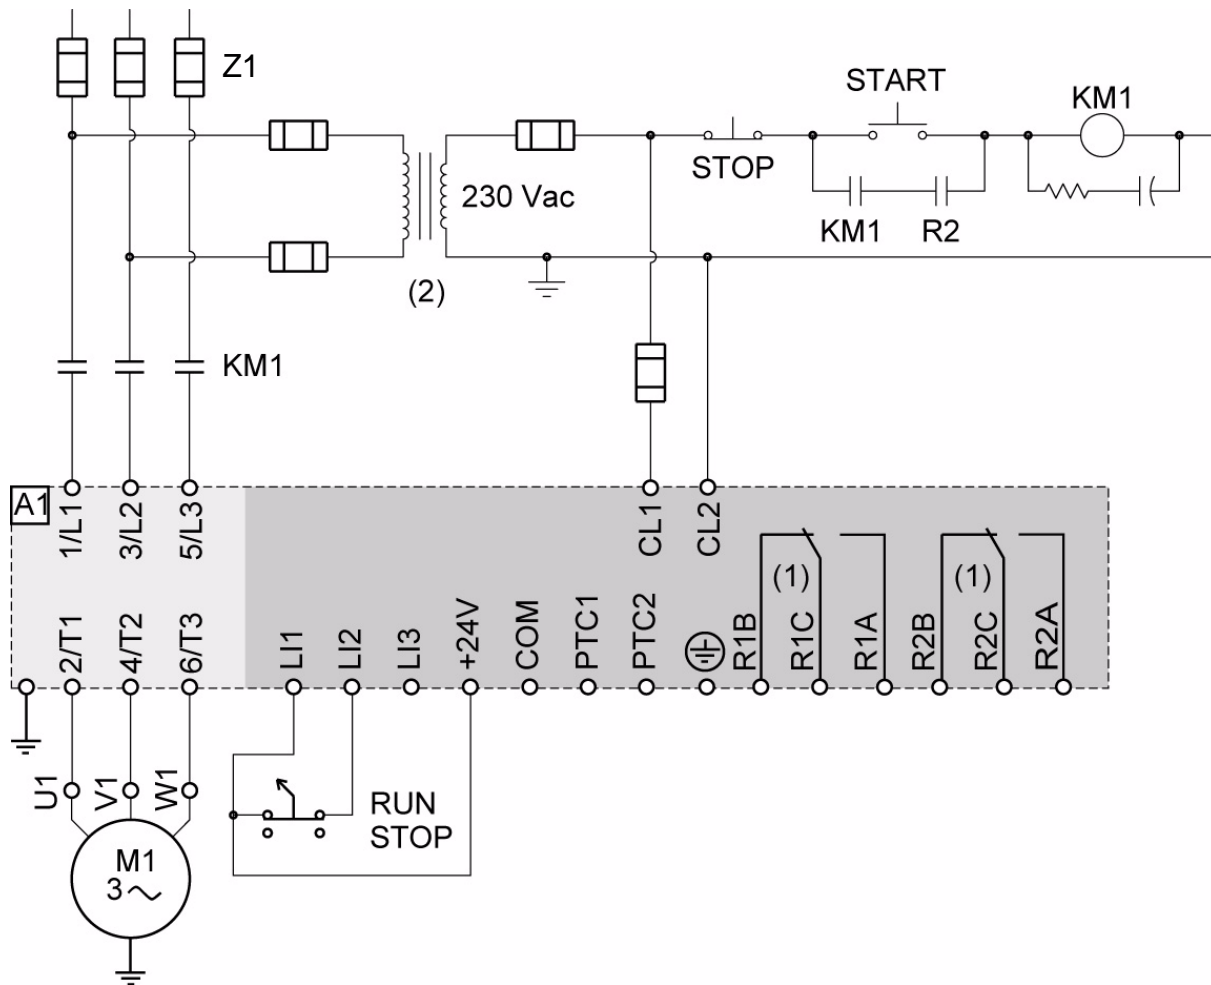 Z1
START
KM1
STOP
230 Vac
KM1
R2
(2)
KM1
A1
1/L1
3/L2
5/L3
CL1
CL2
(1)
(1)
2/T1
4/T2
6/T3
LI1
LI2
LI3
+24V
COM
PTC1
PTC2
R1B
R1C
R1A
R2B
R2C
R2A
U1
V1
W1
RUN
STOP
M1
3~